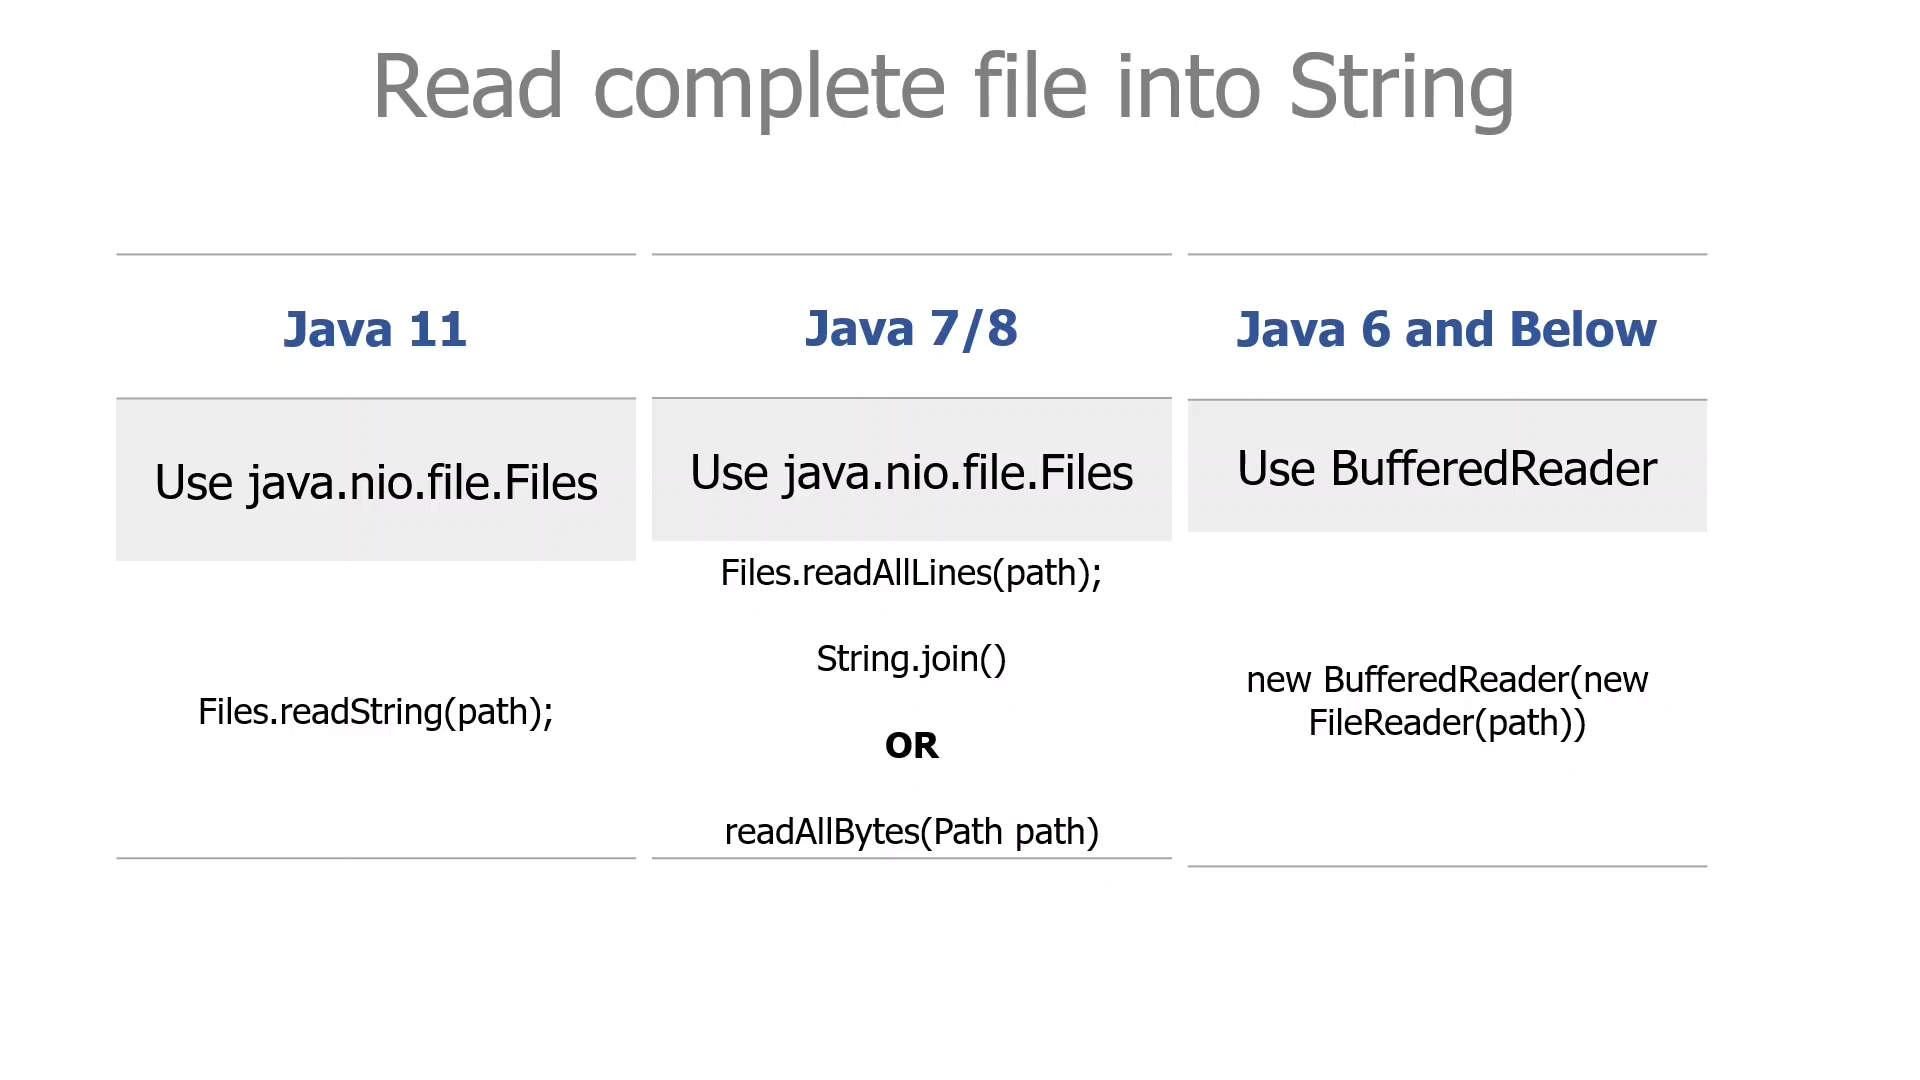 Read complete file into String
Java 11
Use java.nio.file.Files
Files.readString(path);
Java 7/8
Use java.nio.file.Files
Files.readAllLines(path);
String.join()
OR
readAllBytes(Path path)
Java 6 and Below
Use BufferedReader
new BufferedReader(new
FileReader(path))